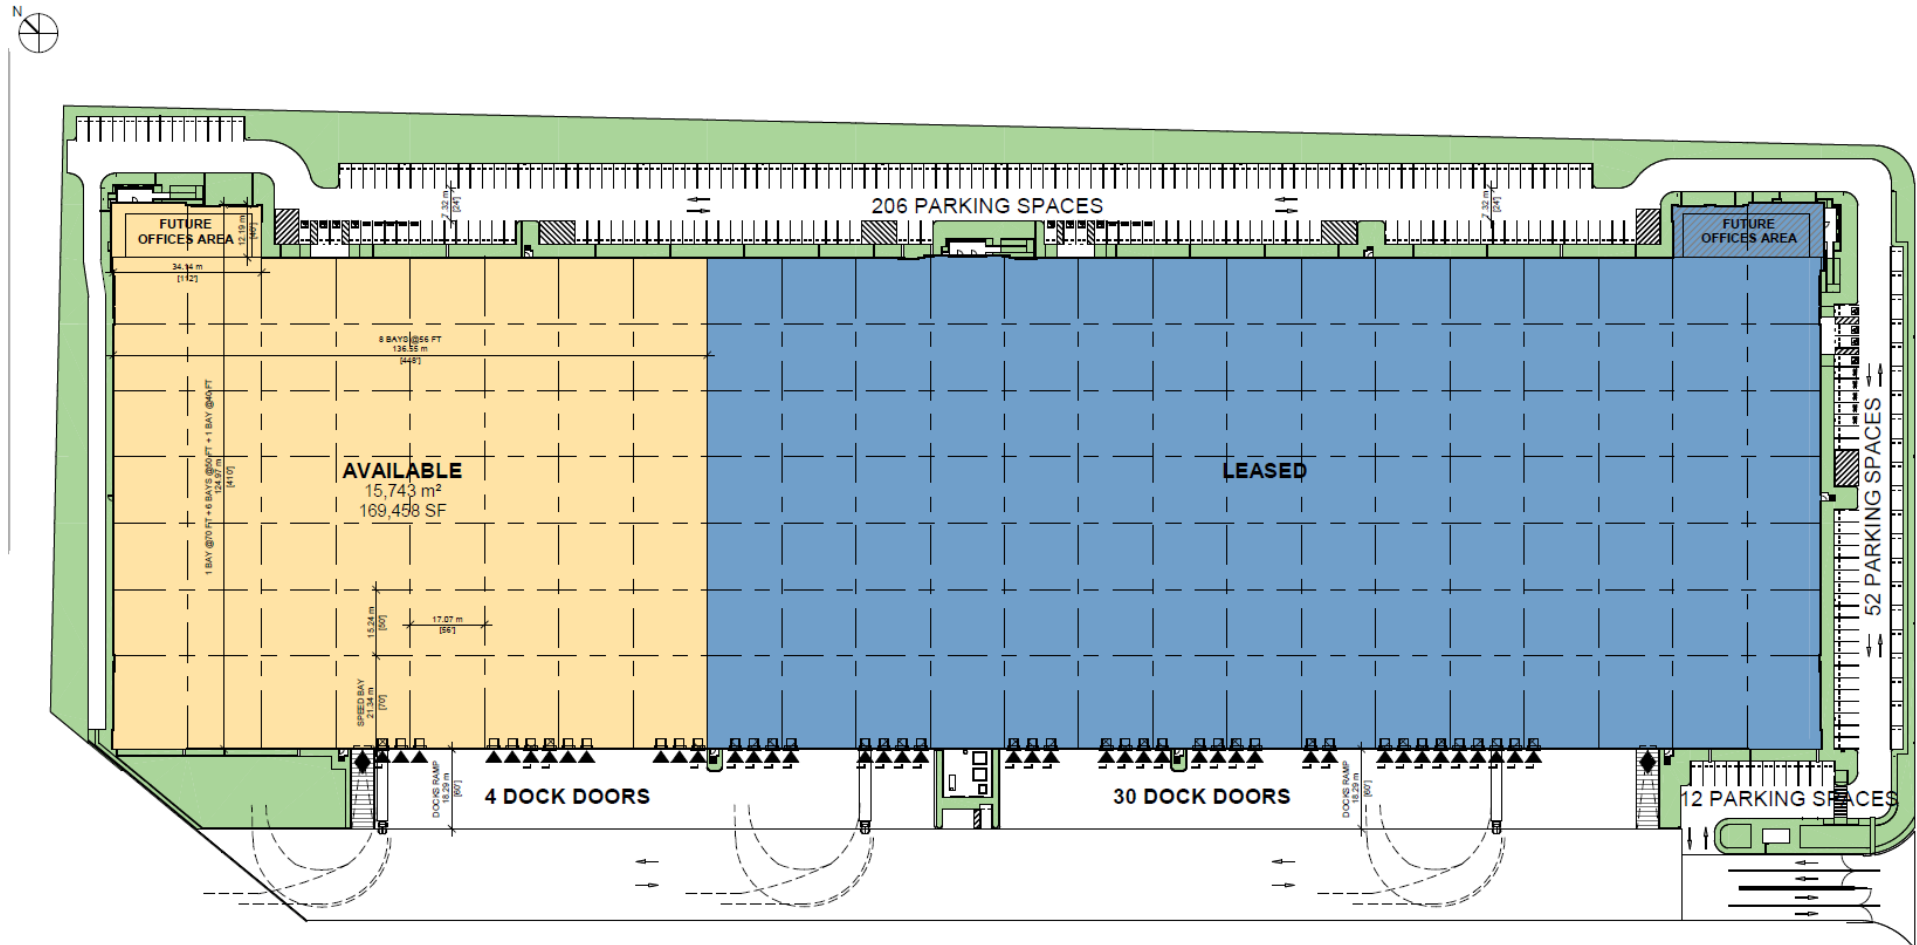 N
206 PARKING SPACES
7.32 m
[24']
7.32 m
[24']
FUTURE
OFFICES AREA
12.19 m
[40']
34.14 m
[112']
FUTURE
OFFICES AREA
8 BAYS @56 FT
136.55 m
[448']
1 BAY @70 FT + 6 BAYS @50 FT + 1 BAY @40 FT
124.97 m
[410']
AVAILABLE
15,743 m²
169,458 SF
LEASED
52 PARKING SPACES
15.24 m
[50']
17.07 m
[56']
SPEED BAY
21.34 m
[70']
DOCKS RAMP
18.29 m
[60']
4 DOCK DOORS
30 DOCK DOORS
DOCKS RAMP
18.29 m
[60']
12 PARKING SPACES